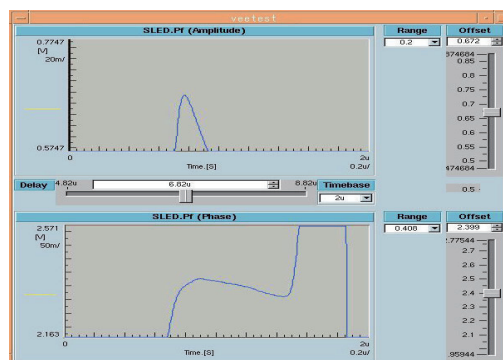 veetest
SLED.Pf (Amplitude)
Range
Offset
0.7747
[V]
20m/
0.5747
0
2u
Time.[S]
0.2u/
0.2
0.672
0.85
0.8
0.75
0.7
0.65
0.6
0.55
0.5
474684
0.5
Delay
4.82u
6.82u
8.82u
Timebase
2u
SLED.Pf (Phase)
Range
Offset
2.571
[V]
50m/
2.163
0
2u
Time.[S]
0.2u/
0.408
2.399
2.77544
2.7
2.6
2.5
2.4
2.3
2.2
2.1
.95944